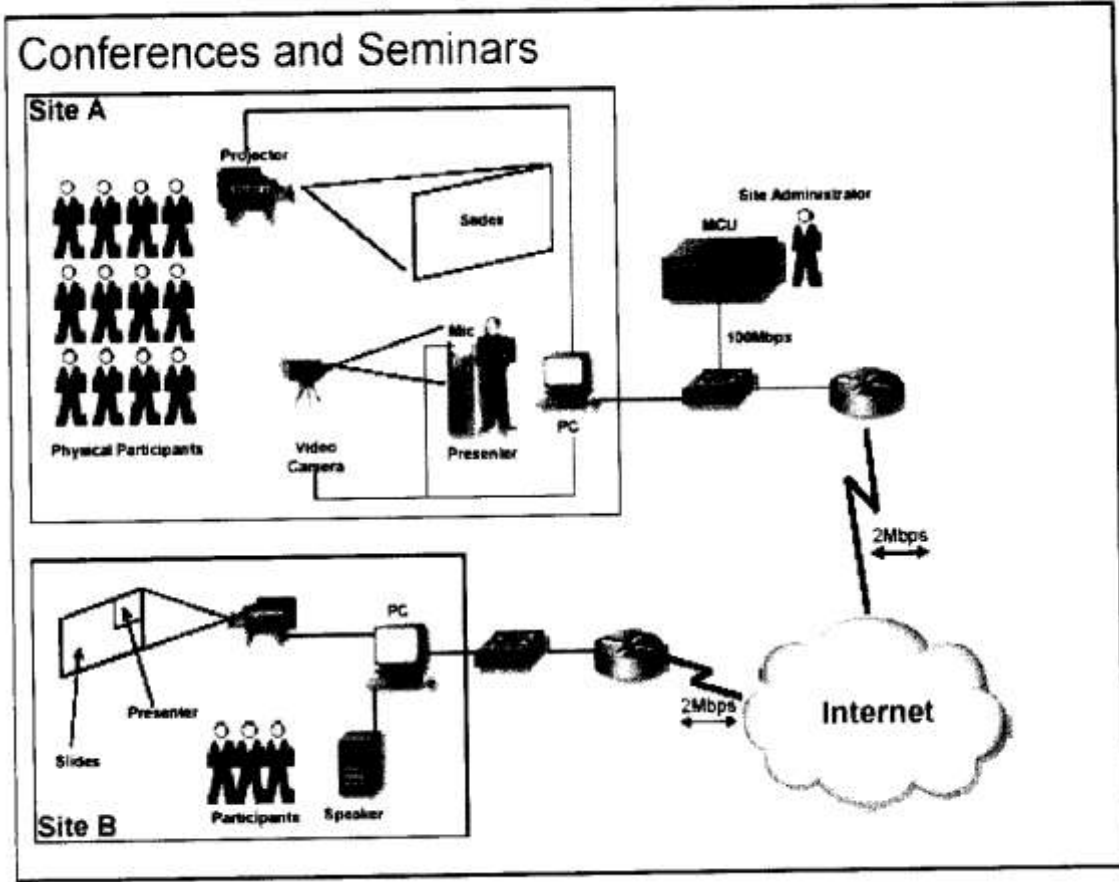 Conferences and Seminars
Site A
Projector
Slides
Site Administrator
MCU
Mic
100Mbps
Physical Participants
Video
Camera
Presenter
PC
2Mbps
PC
Presenter
2Mbps
Internet
Slides
Participants
Speaker
Site B